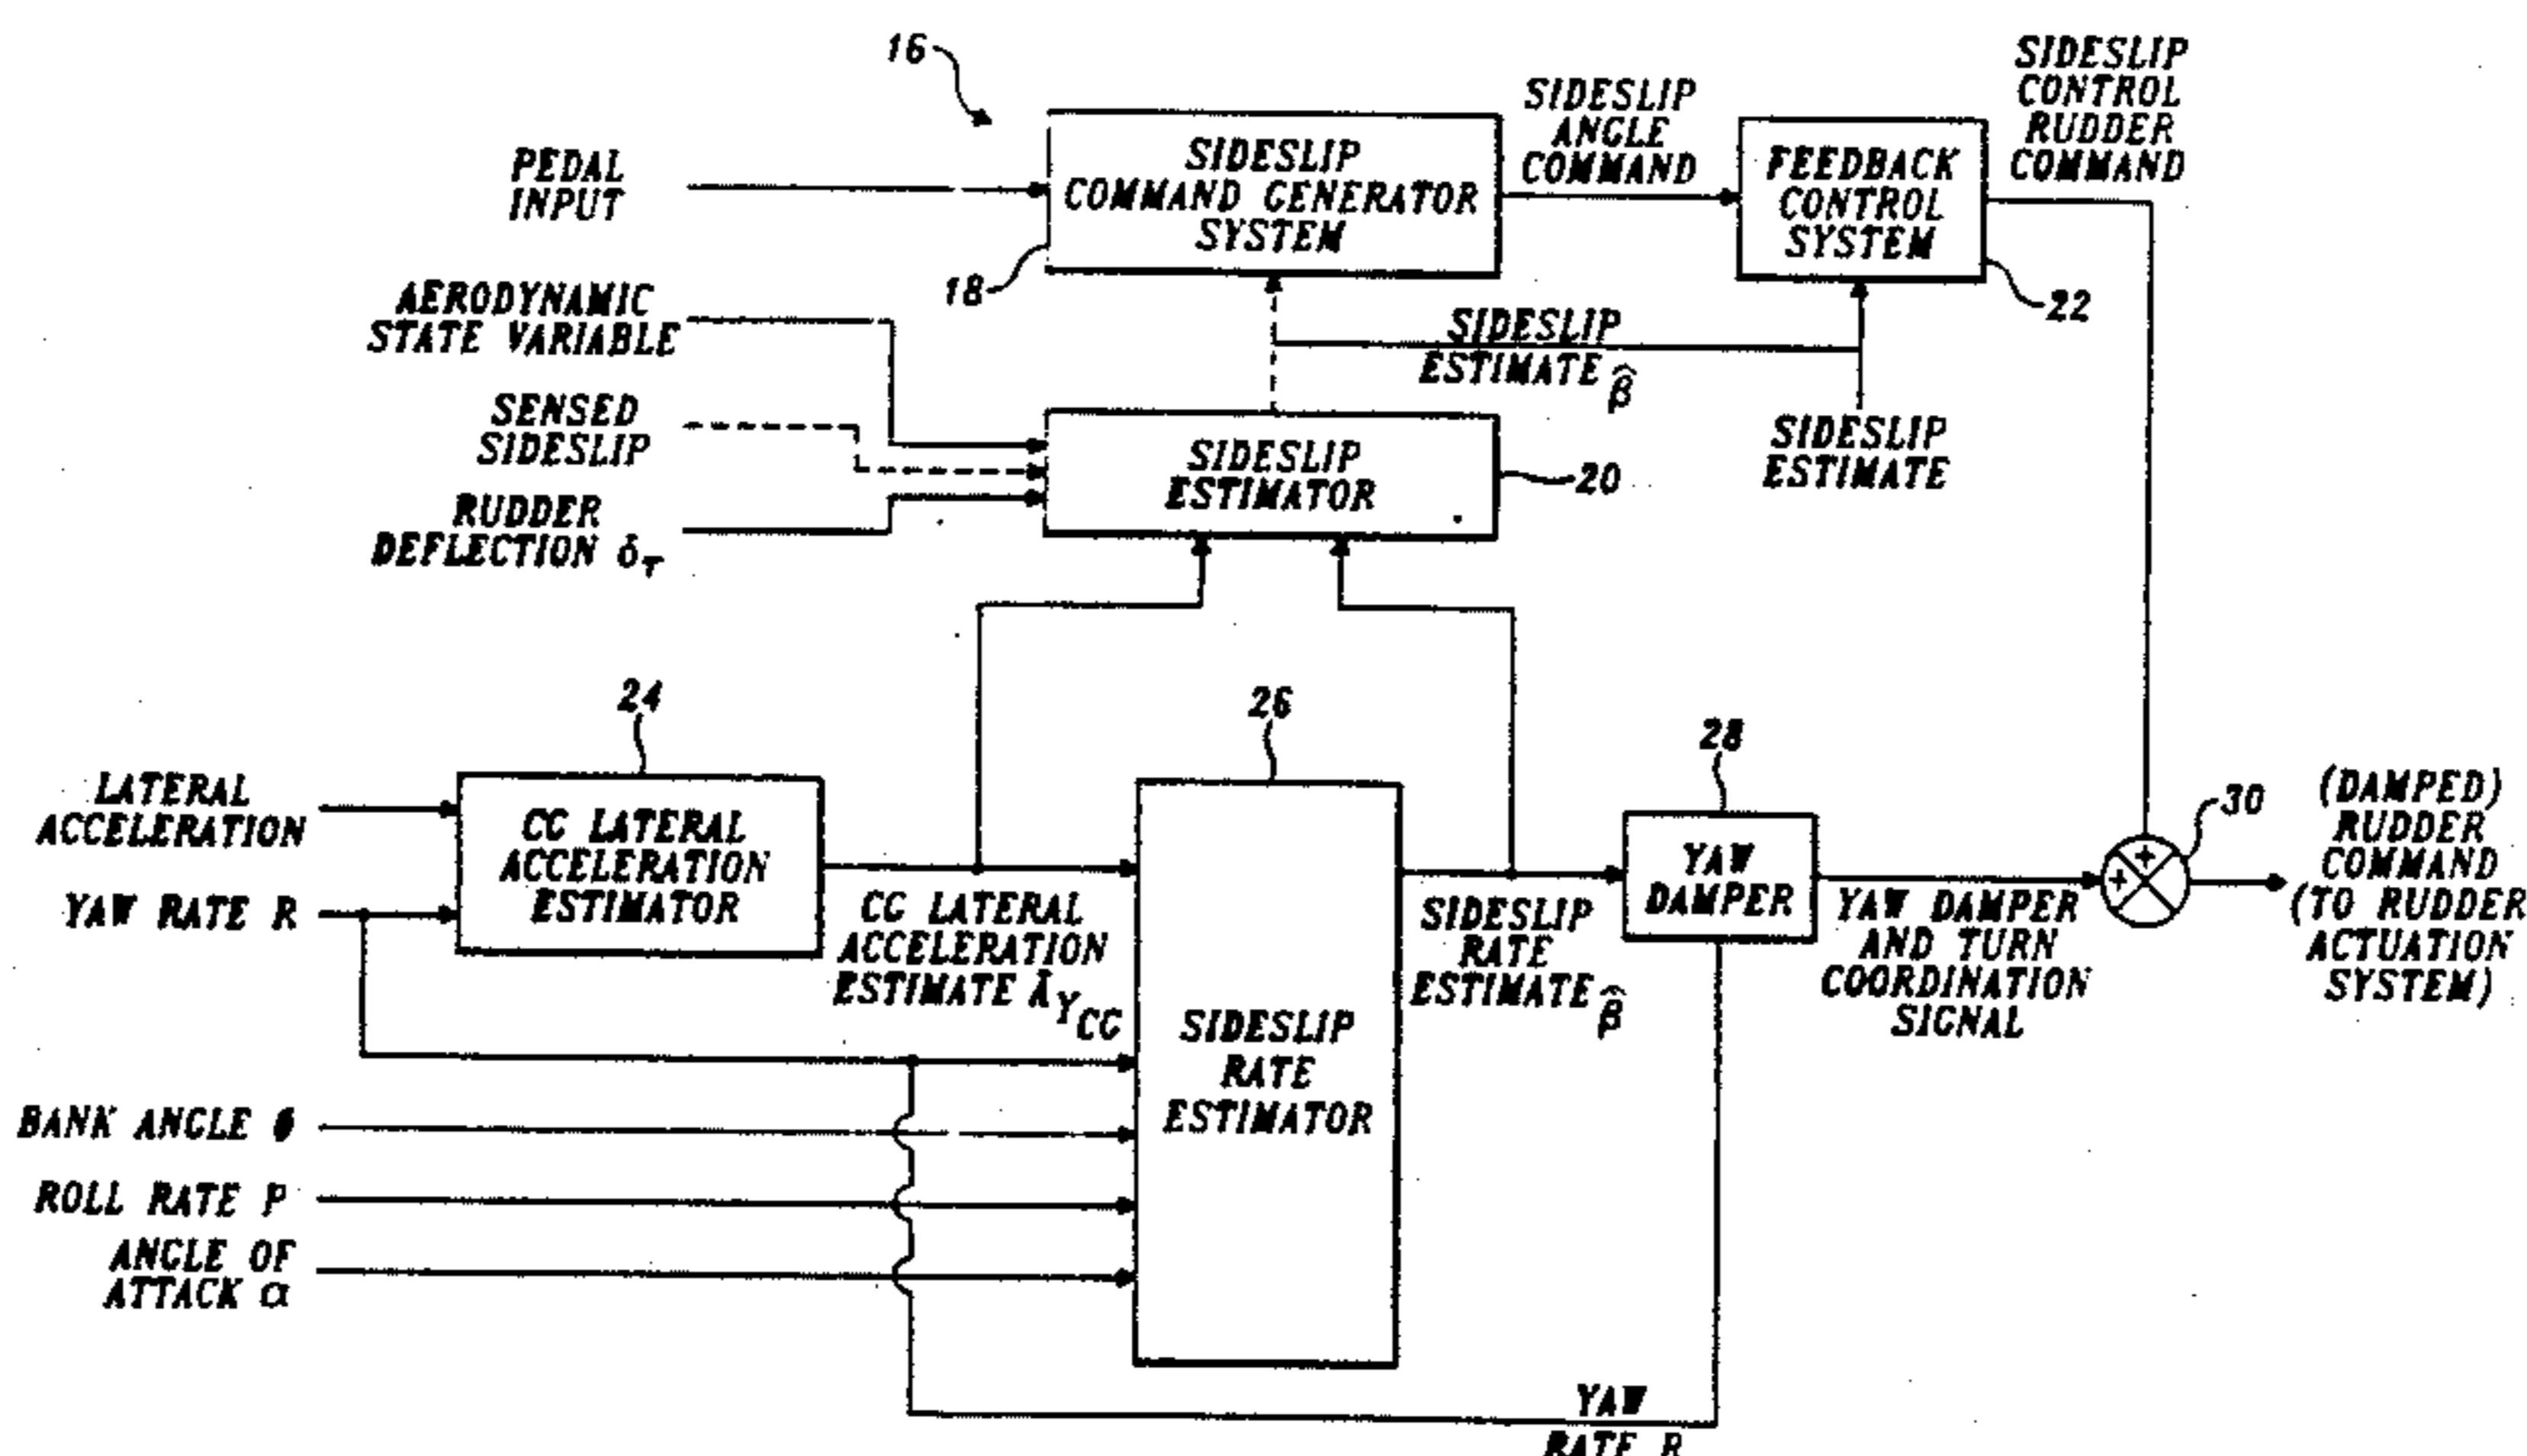 16
PEDAL
INPUT
SIDESLIP
COMMAND GENERATOR
SYSTEM
18
SIDESLIP
ANGLE
COMMAND
FEEDBACK
CONTROL
SYSTEM
22
SIDESLIP
CONTROL
RUDDER
COMMAND
AERODYNAMIC
STATE VARIABLE
SENSED
SIDESLIP
RUDDER
DEFLECTION δr
SIDESLIP
ESTIMATOR
20
SIDESLIP
ESTIMATE β̂
SIDESLIP
ESTIMATE
LATERAL
ACCELERATION
YAW RATE R
24
CG LATERAL
ACCELERATION
ESTIMATOR
CG LATERAL
ACCELERATION
ESTIMATE ĀYCG
26
SIDESLIP
RATE
ESTIMATOR
SIDESLIP
RATE
ESTIMATE β̂
28
YAW
DAMPER
YAW DAMPER
AND TURN
COORDINATION
SIGNAL
+
+
30
(DAMPED)
RUDDER
COMMAND
(TO RUDDER
ACTUATION
SYSTEM)
BANK ANGLE ϕ
ROLL RATE P
ANGLE OF
ATTACK α
YAW
RATE R